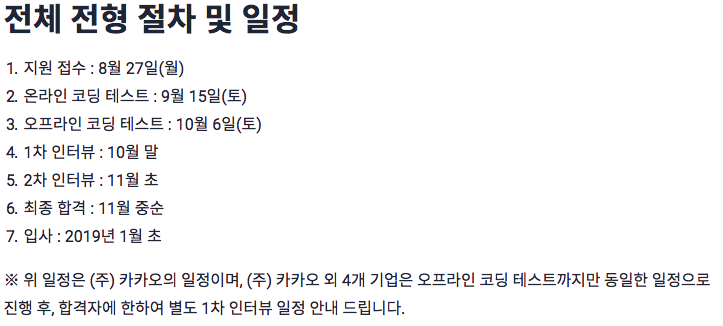 전체 전형 절차 및 일정
1. 지원 접수 : 8월 27일(월)
2. 온라인 코딩 테스트 : 9월 15일(토)
3. 오프라인 코딩 테스트 : 10월 6일(토)
4. 1차 인터뷰 : 10월 말
5. 2차 인터뷰 : 11월 초
6. 최종 합격 : 11월 중순
7. 입사 : 2019년 1월 초
※ 위 일정은 (주) 카카오의 일정이며, (주) 카카오 외 4개 기업은 오프라인 코딩 테스트까지만 동일한 일정으로
진행 후, 합격자에 한하여 별도 1차 인터뷰 일정 안내 드립니다.